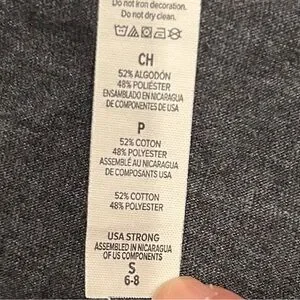 Do not iron decoration.
Do not dry clean.
CH
52% ALGODÓN
48% POLIÉSTER
ENSAMBLADO EN NICARAGUA
DE COMPONENTES DE USA
P
52% COTON
48% POLYESTER
ASSEMBLÉ AU NICARAGUA
DE COMPOSANTS USA
52% COTTON
48% POLYESTER
USA STRONG
ASSEMBLED IN NICARAGUA
OF US COMPONENTS
S
6-8